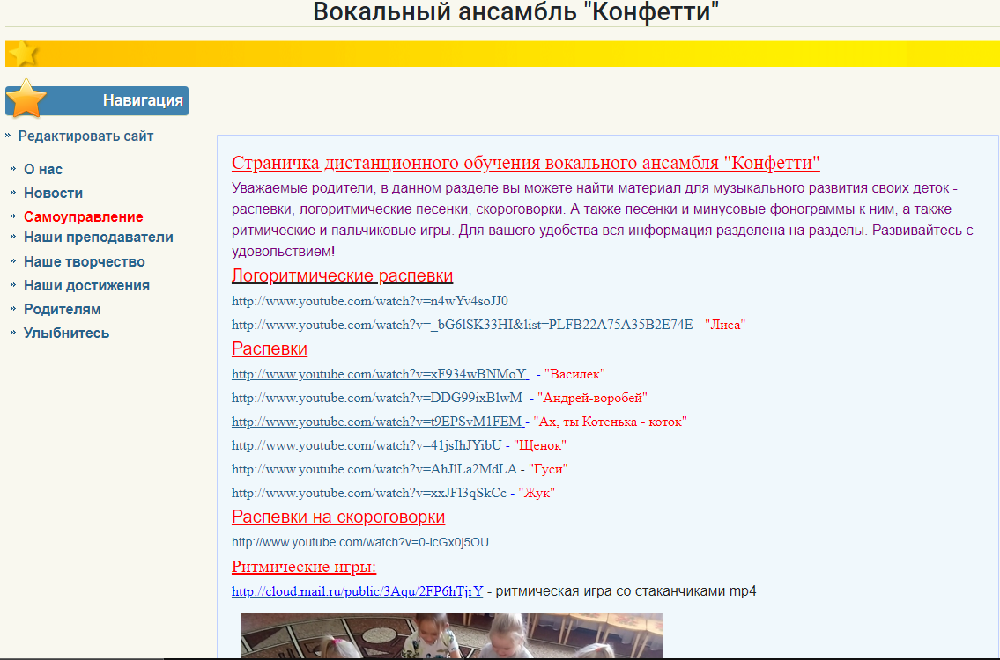 Вокальный ансамбль "Конфетти"
Навигация
Редактировать сайт
О нас
Новости
Самоуправление
Наши преподаватели
Наше творчество
Наши достижения
Родителям
Улыбнитесь
Страничка дистанционного обучения вокального ансамбля "Конфетти"
Уважаемые родители, в данном разделе вы можете найти материал для музыкального развития своих деток -
распевки, логоритмические песенки, скороговорки. А также песенки и минусовые фонограммы к ним, а также
ритмические и пальчиковые игры. Для вашего удобства вся информация разделена на разделы. Развивайтесь с
удовольствием!
Логоритмические распевки
http://www.youtube.com/watch?v=n4wYv4soJJ0
http://www.youtube.com/watch?v=_bG6lSK33HI&list=PLFB22A75A35B2E74E - "Лиса"
Распевки
http://www.youtube.com/watch?v=xF934wBNMoY - "Василек"
http://www.youtube.com/watch?v=DDG99ixBlwM - "Андрей-воробей"
http://www.youtube.com/watch?v=t9EPSvM1FEM - "Ах, ты Котенька - коток"
http://www.youtube.com/watch?v=41jsIhJYibU - "Щенок"
http://www.youtube.com/watch?v=AhJlLa2MdLA - "Гуси"
http://www.youtube.com/watch?v=xxJFl3qSkCc - "Жук"
Распевки на скороговорки
http://www.youtube.com/watch?v=0-icGx0j5OU
Ритмические игры:
http://cloud.mail.ru/public/3Aqu/2FP6hTjrY - ритмическая игра со стаканчиками mp4